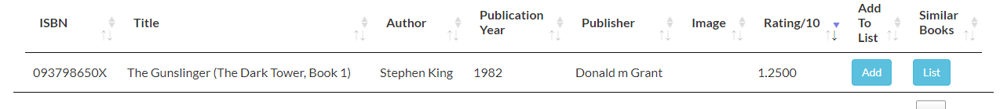 ISBN Title Author Publication Year Publisher Image Rating/10 Add To List Similar Books
093798650X The Gunslinger (The Dark Tower, Book 1) Stephen King 1982 Donald m Grant 1.2500 Add List